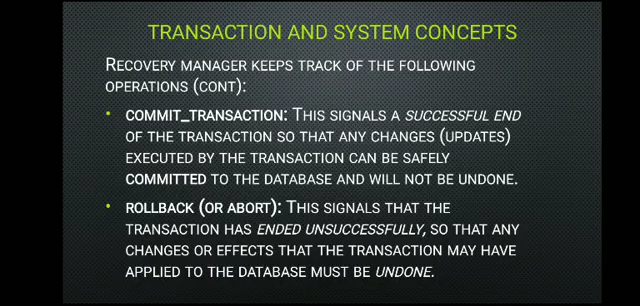 TRANSACTION AND SYSTEM CONCEPTS
RECOVERY MANAGER KEEPS TRACK OF THE FOLLOWING
OPERATIONS (CONT):
• COMMIT_TRANSACTION: THIS SIGNALS A SUCCESSFUL END
OF THE TRANSACTION SO THAT ANY CHANGES (UPDATES)
EXECUTED BY THE TRANSACTION CAN BE SAFELY
COMMITTED TO THE DATABASE AND WILL NOT BE UNDONE.
• ROLLBACK (OR ABORT): THIS SIGNALS THAT THE
TRANSACTION HAS ENDED UNSUCCESSFULLY, SO THAT ANY
CHANGES OR EFFECTS THAT THE TRANSACTION MAY HAVE
APPLIED TO THE DATABASE MUST BE UNDONE.